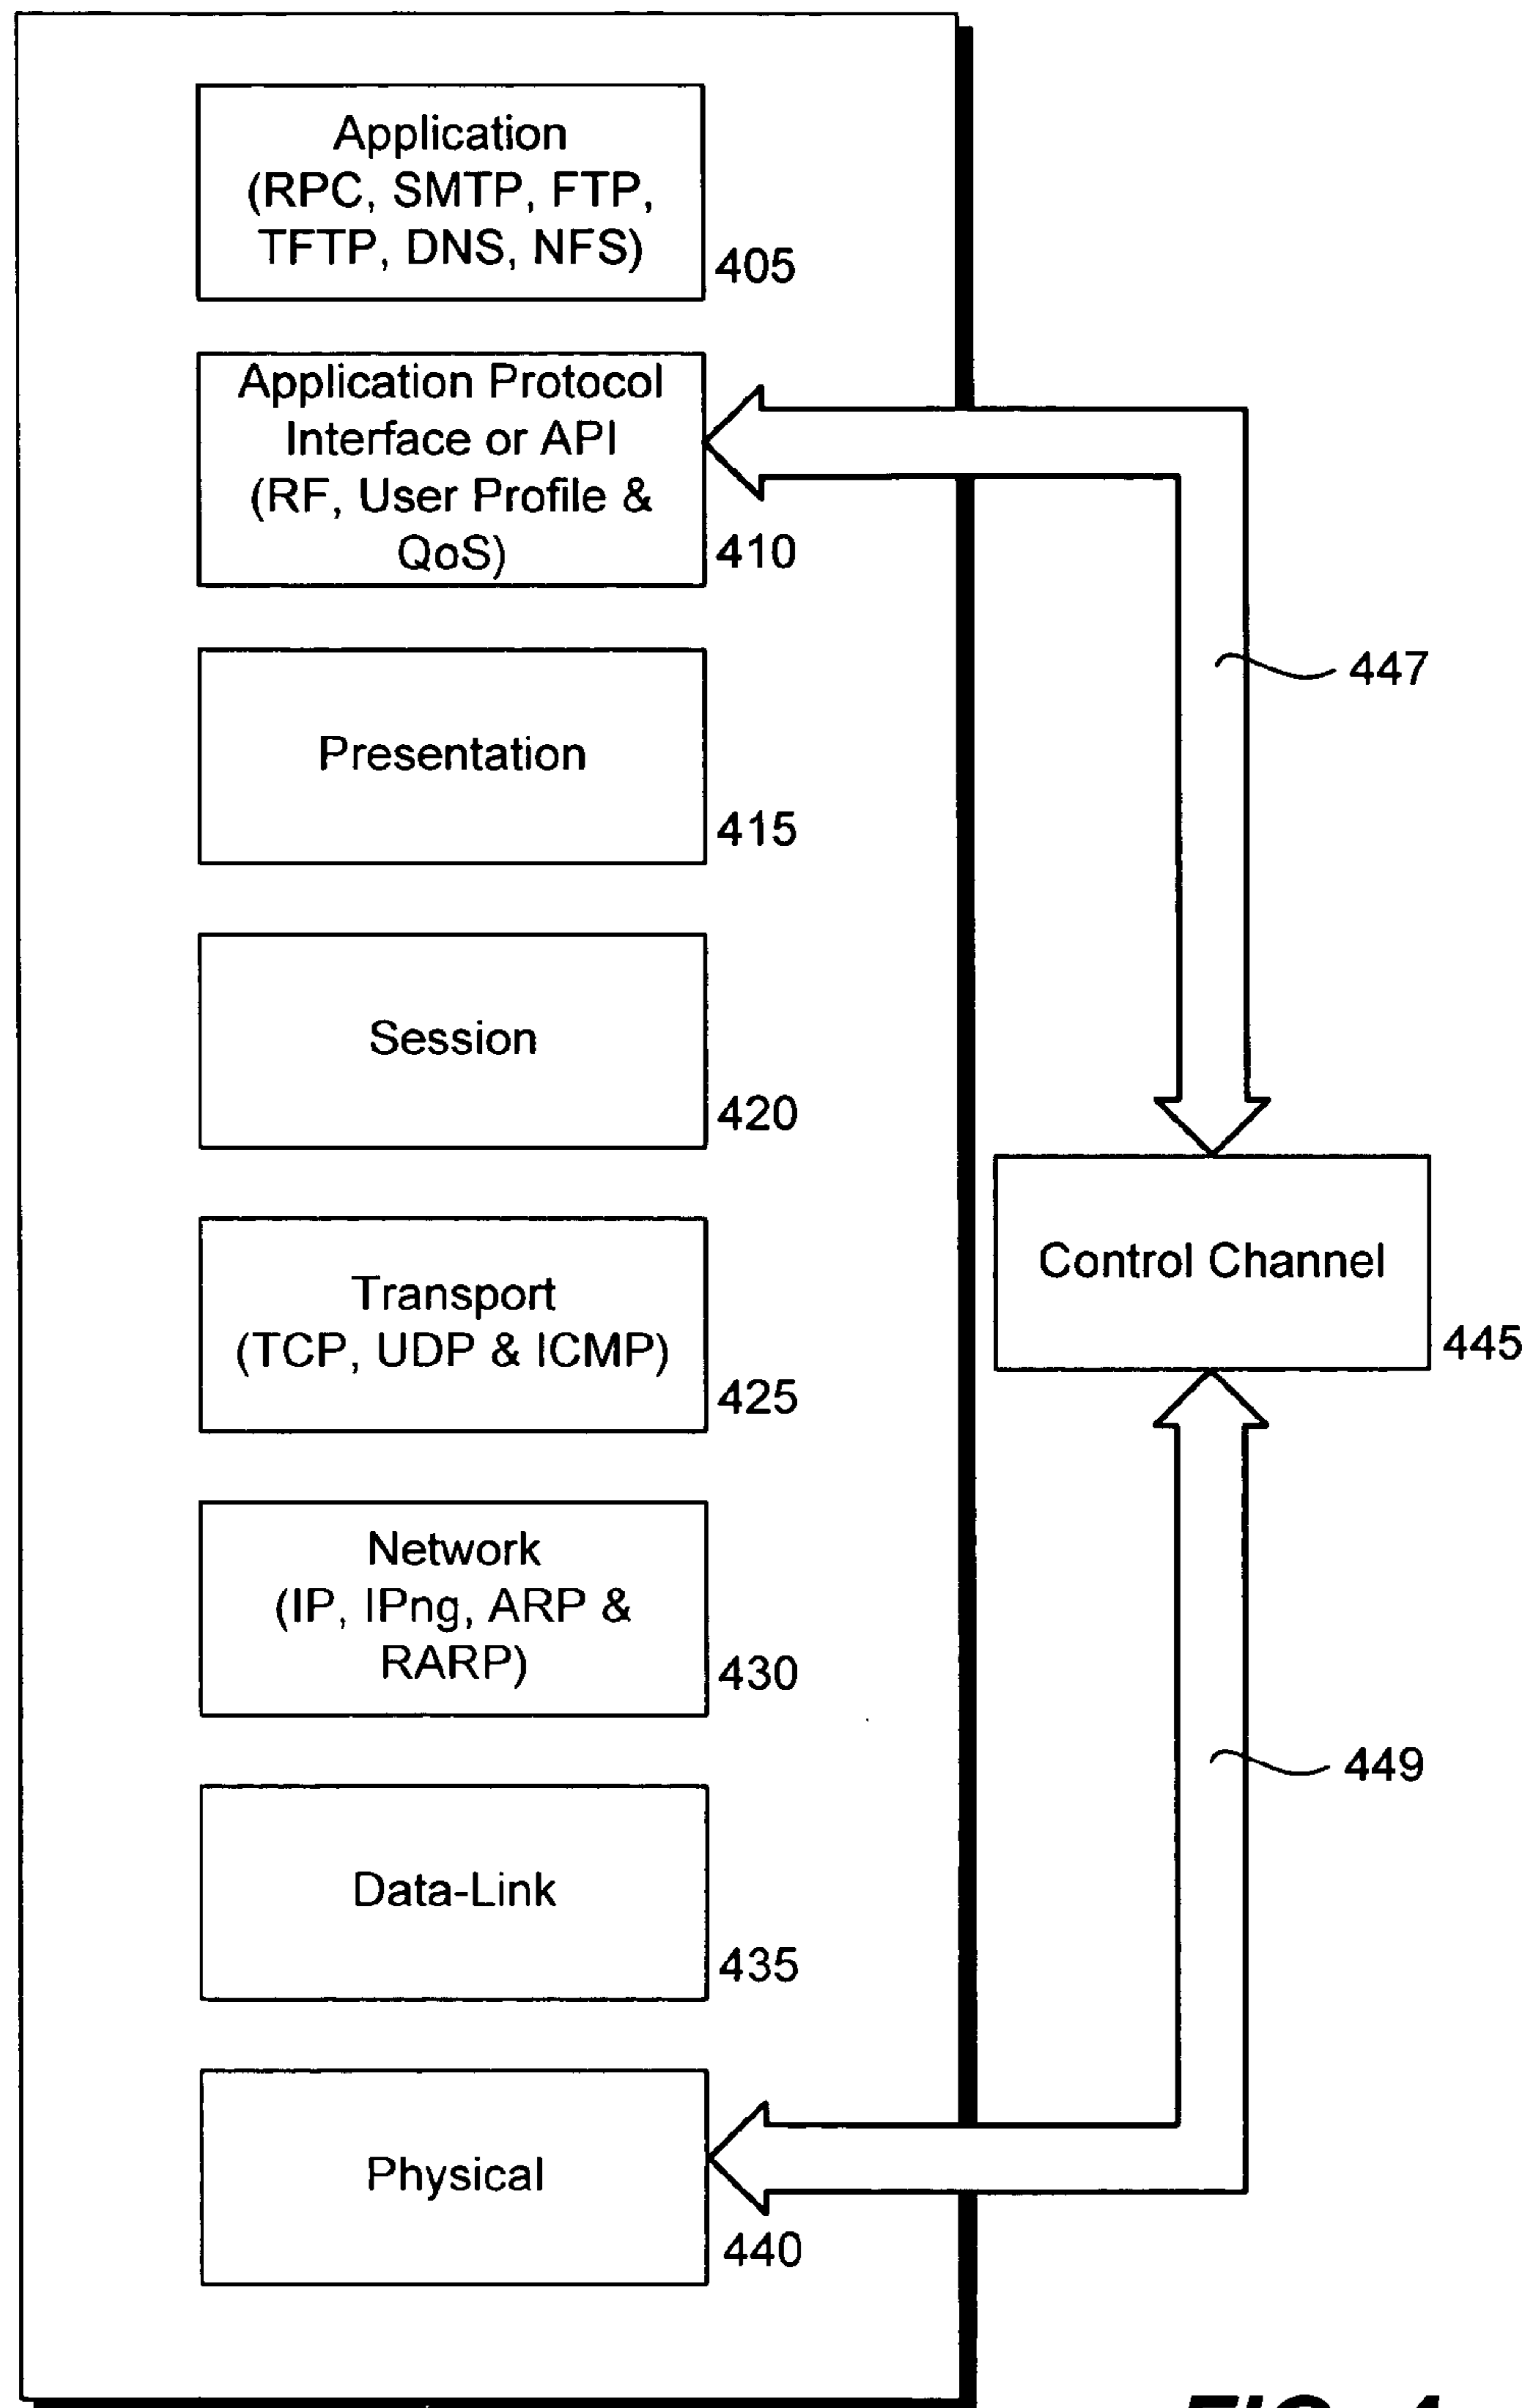 Application
(RPC, SMTP, FTP,
TFTP, DNS, NFS)
405
Application Protocol
Interface or API
(RF, User Profile &
QoS)
410
447
Presentation
415
Session
420
Control Channel
445
Transport
(TCP, UDP & ICMP)
425
Network
(IP, IPng, ARP &
RARP)
430
449
Data-Link
435
Physical
440